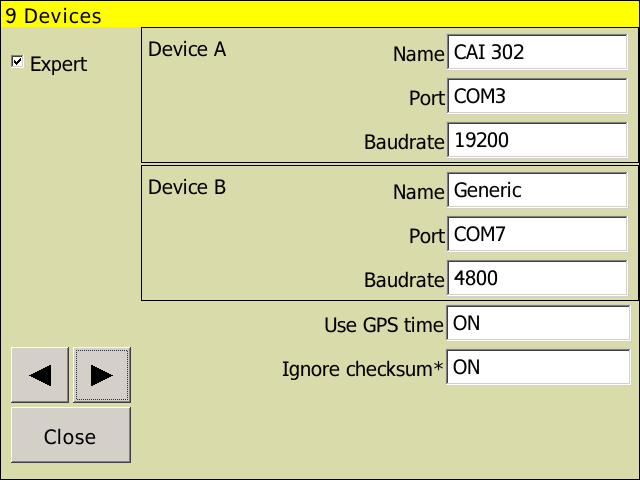 9 Devices
Expert
Device A
Name CAI 302
Port COM3
Baudrate 19200
Device B
Name Generic
Port COM7
Baudrate 4800
Use GPS time ON
Ignore checksum* ON
Close